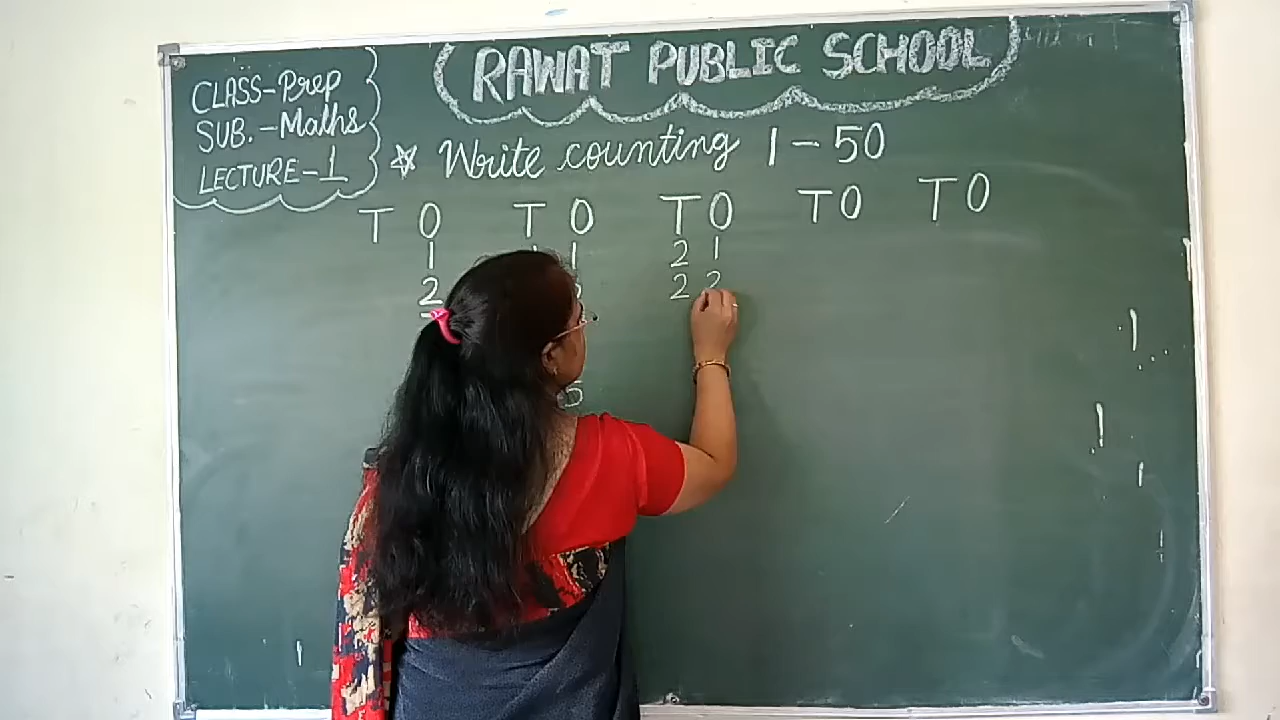 RAWAT PUBLIC SCHOOL
CLASS-Prep
SUB.-Maths
LECTURE-1
☆ Write counting 1-50
T O T O T O T O T O
1 1 2 1
2 2 2